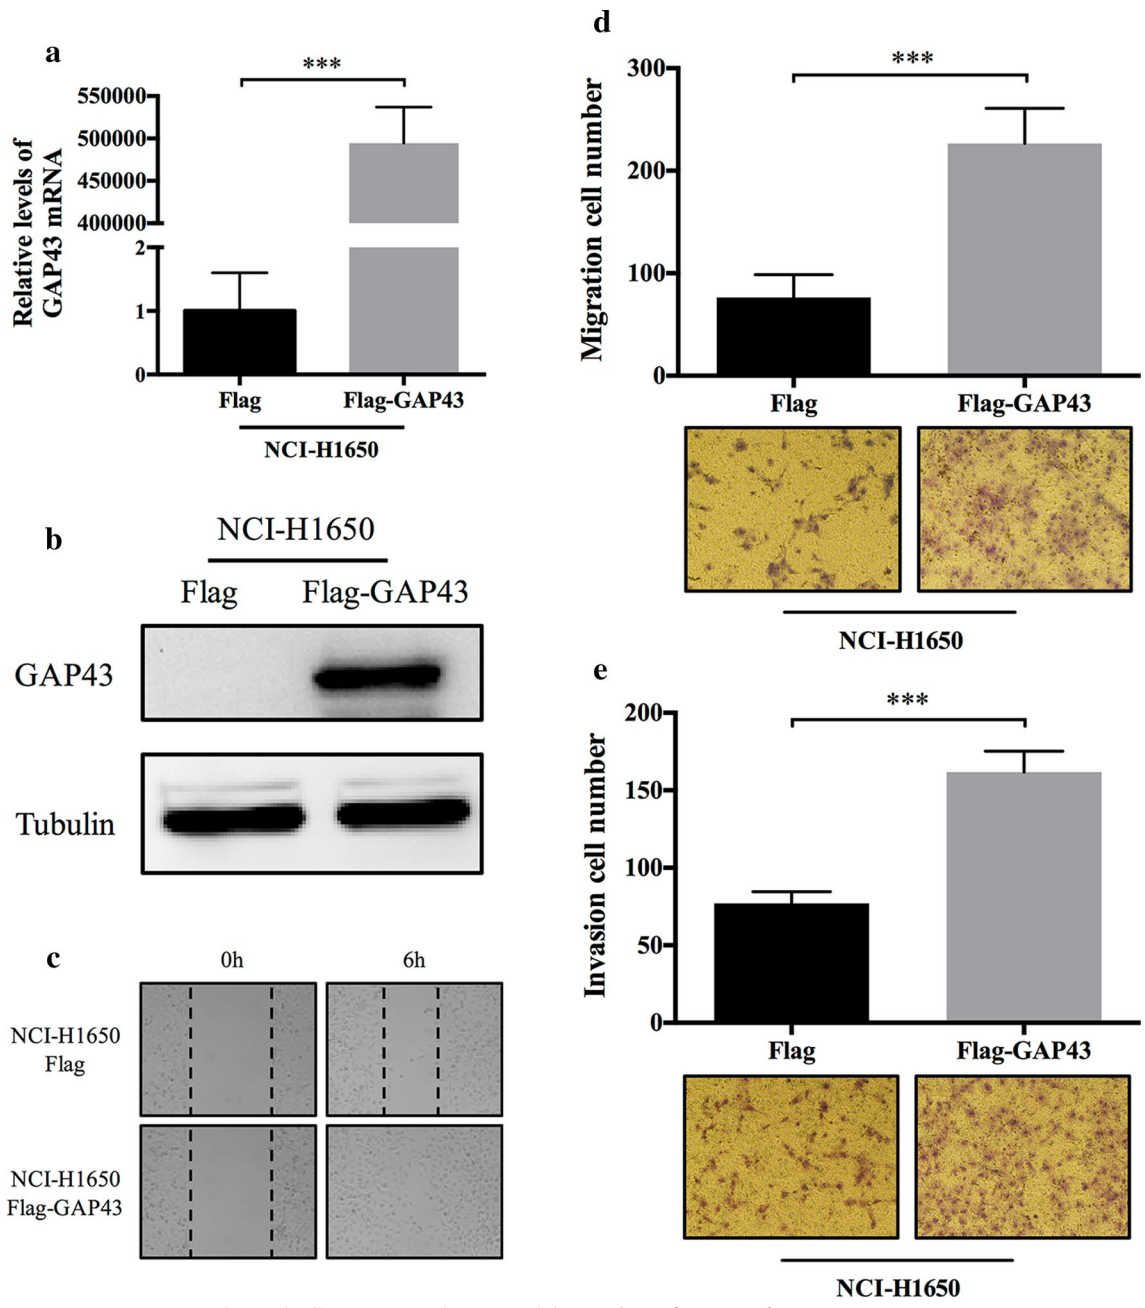 a
***
Relative levels of
GAP43 mRNA
550000
500000
450000
400000
2
1
0
Flag
Flag-GAP43
NCI-H1650
b
NCI-H1650
Flag
Flag-GAP43
GAP43
Tubulin
c
0h
6h
NCI-H1650
Flag
NCI-H1650
Flag-GAP43
d
***
Migration cell number
300
200
100
0
Flag
Flag-GAP43
NCI-H1650
e
***
Invasion cell number
200
150
100
50
0
Flag
Flag-GAP43
NCI-H1650